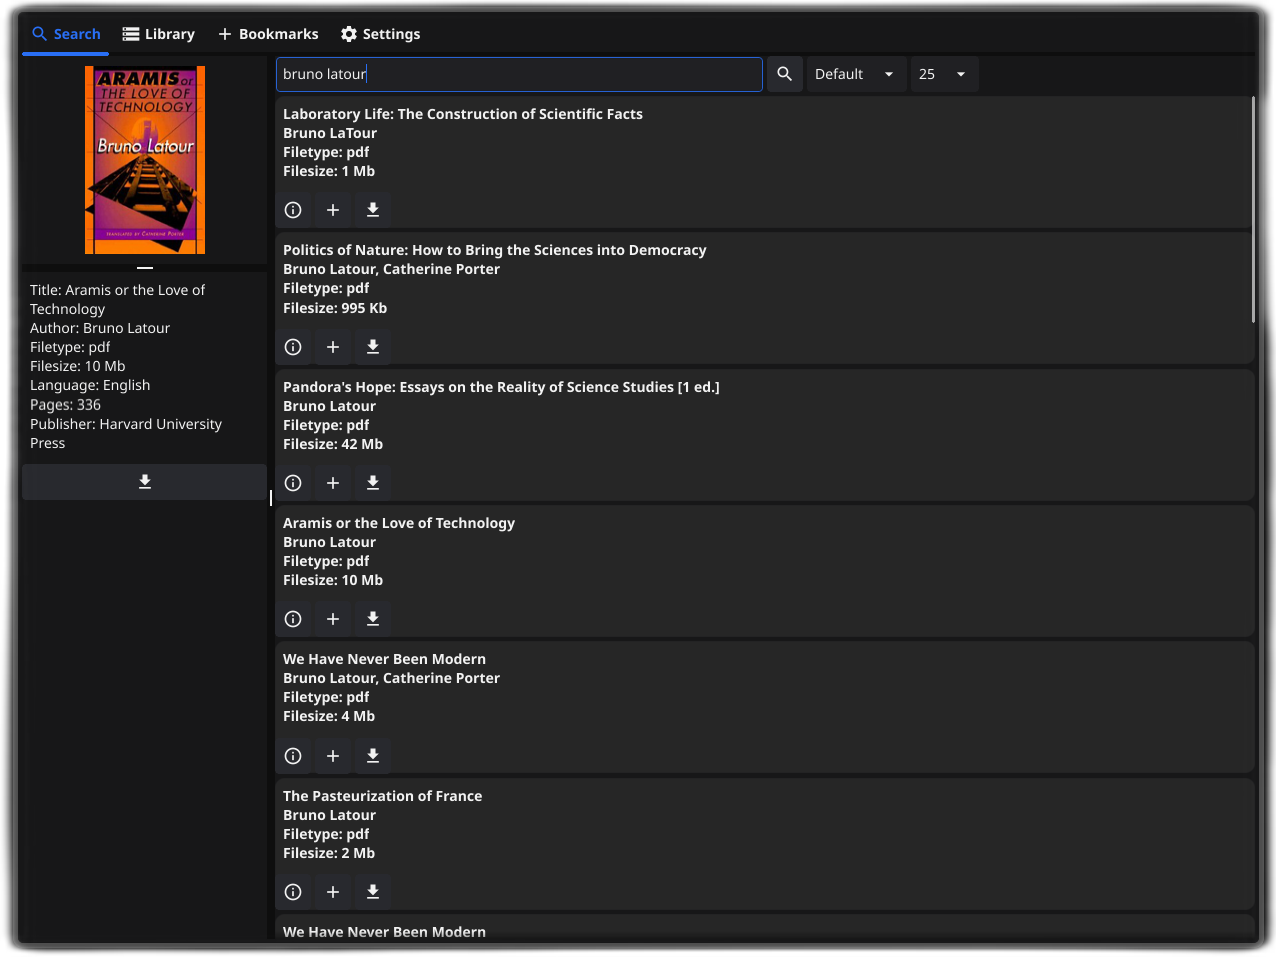 Search
Library
Bookmarks
Settings
ARAMIS or
THE LOVE OF
TECHNOLOGY
Bruno Latour
TRANSLATED BY CATHERINE PORTER
Title: Aramis or the Love of
Technology
Author: Bruno Latour
Filetype: pdf
Filesize: 10 Mb
Language: English
Pages: 336
Publisher: Harvard University
Press
bruno latour
Default
25
Laboratory Life: The Construction of Scientific Facts
Bruno LaTour
Filetype: pdf
Filesize: 1 Mb
Politics of Nature: How to Bring the Sciences into Democracy
Bruno Latour, Catherine Porter
Filetype: pdf
Filesize: 995 Kb
Pandora's Hope: Essays on the Reality of Science Studies [1 ed.]
Bruno Latour
Filetype: pdf
Filesize: 42 Mb
Aramis or the Love of Technology
Bruno Latour
Filetype: pdf
Filesize: 10 Mb
We Have Never Been Modern
Bruno Latour, Catherine Porter
Filetype: pdf
Filesize: 4 Mb
The Pasteurization of France
Bruno Latour
Filetype: pdf
Filesize: 2 Mb
We Have Never Been Modern